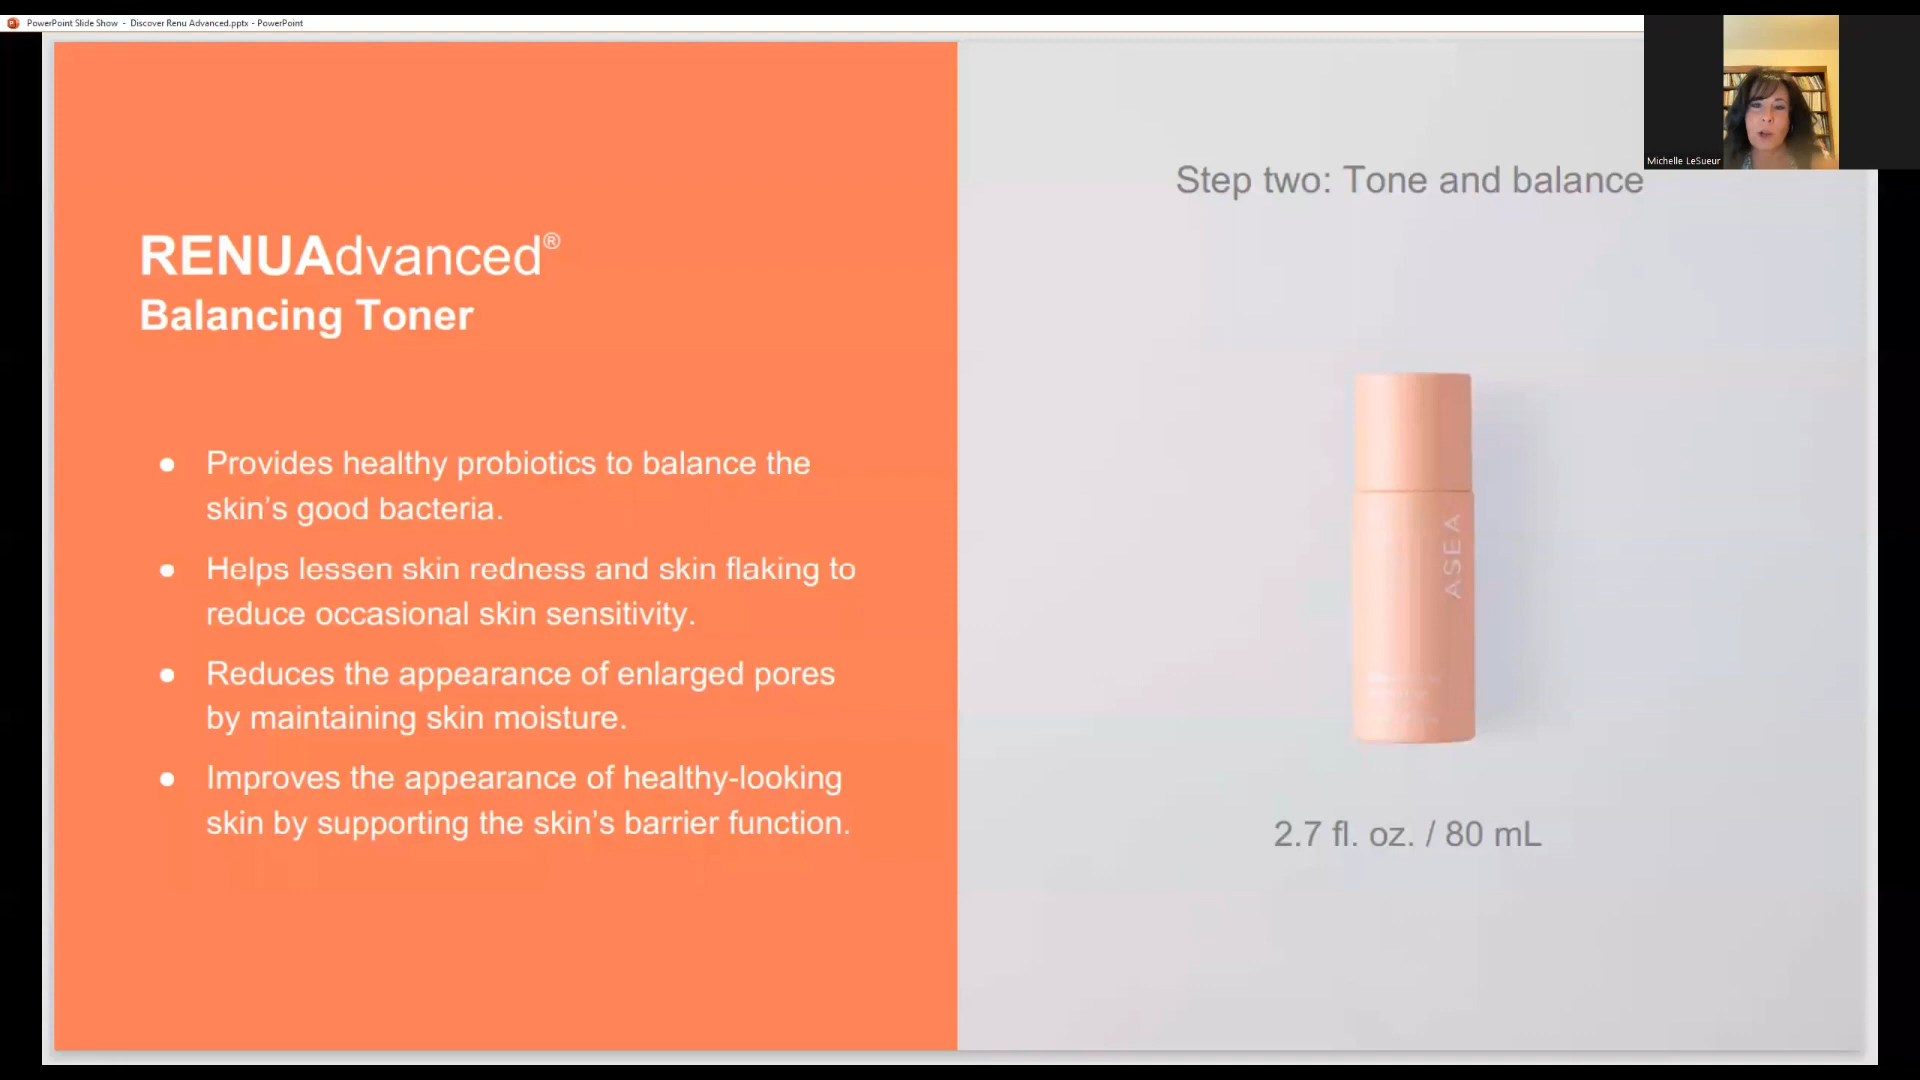 PowerPoint Slide Show - Discover Renu Advanced.pptx - PowerPoint
Michelle LeSueur
Step two: Tone and balance
RENUAdvanced®
Balancing Toner
● Provides healthy probiotics to balance the
skin’s good bacteria.
● Helps lessen skin redness and skin flaking to
reduce occasional skin sensitivity.
● Reduces the appearance of enlarged pores
by maintaining skin moisture.
● Improves the appearance of healthy-looking
skin by supporting the skin’s barrier function.
ASEA
2.7 fl. oz. / 80 mL